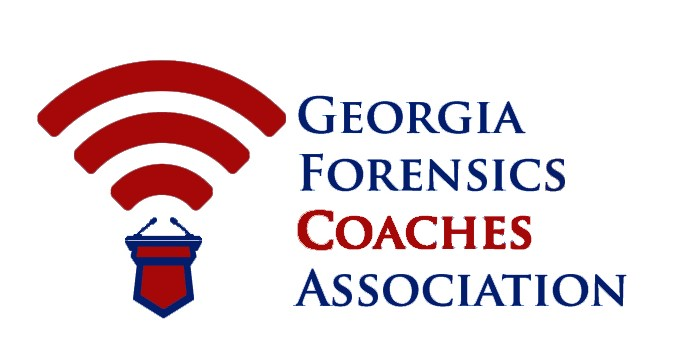 Georgia
Forensics
Coaches
Association